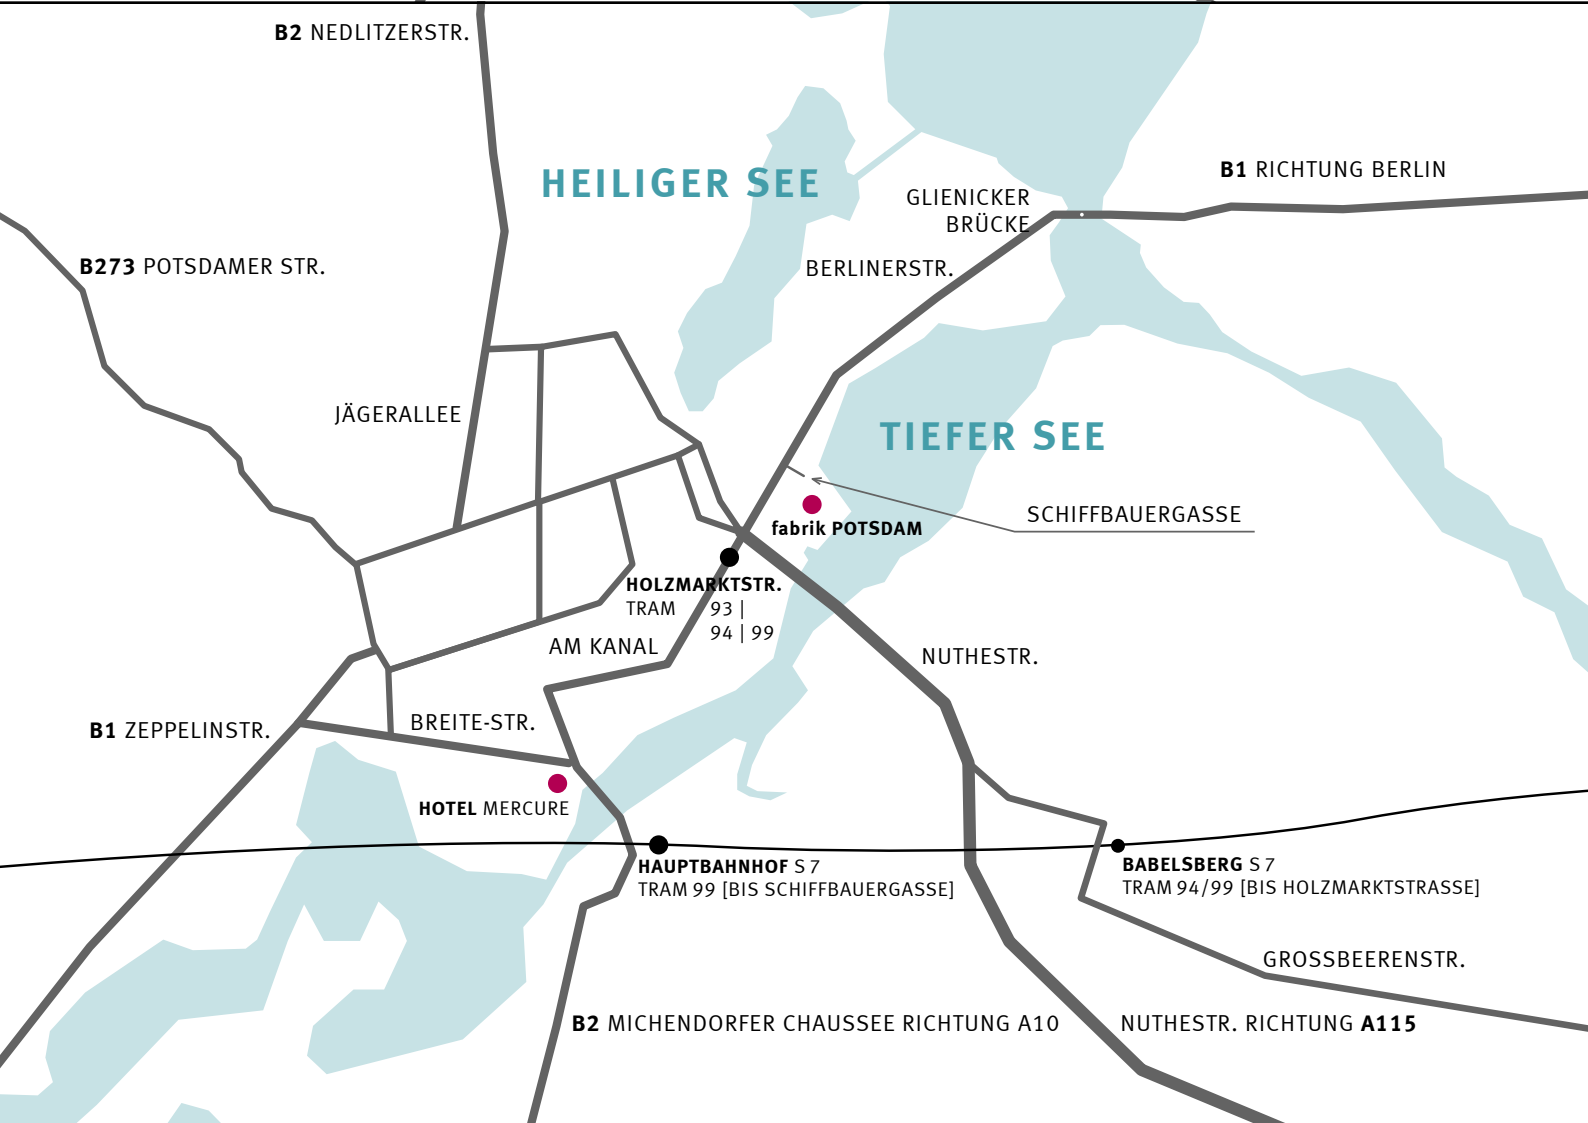 B2 NEDLITZERSTR.
B1 RICHTUNG BERLIN
HEILIGER SEE
GLIENICKER
BRÜCKE
B273 POTSDAMER STR.
BERLINERSTR.
JÄGERALLEE
TIEFER SEE
SCHIFFBAUERGASSE
fabrik POTSDAM
HOLZMARKTSTR.
TRAM 93 |
94 | 99
AM KANAL
NUTHESTR.
B1 ZEPPELINSTR.
BREITE-STR.
HOTEL MERCURE
HAUPTBAHNHOF S 7
TRAM 99 [BIS SCHIFFBAUERGASSE]
BABELSBERG S 7
TRAM 94/99 [BIS HOLZMARKTSTRASSE]
GROSSBEERENSTR.
B2 MICHENDORFER CHAUSSEE RICHTUNG A10
NUTHESTR. RICHTUNG A115